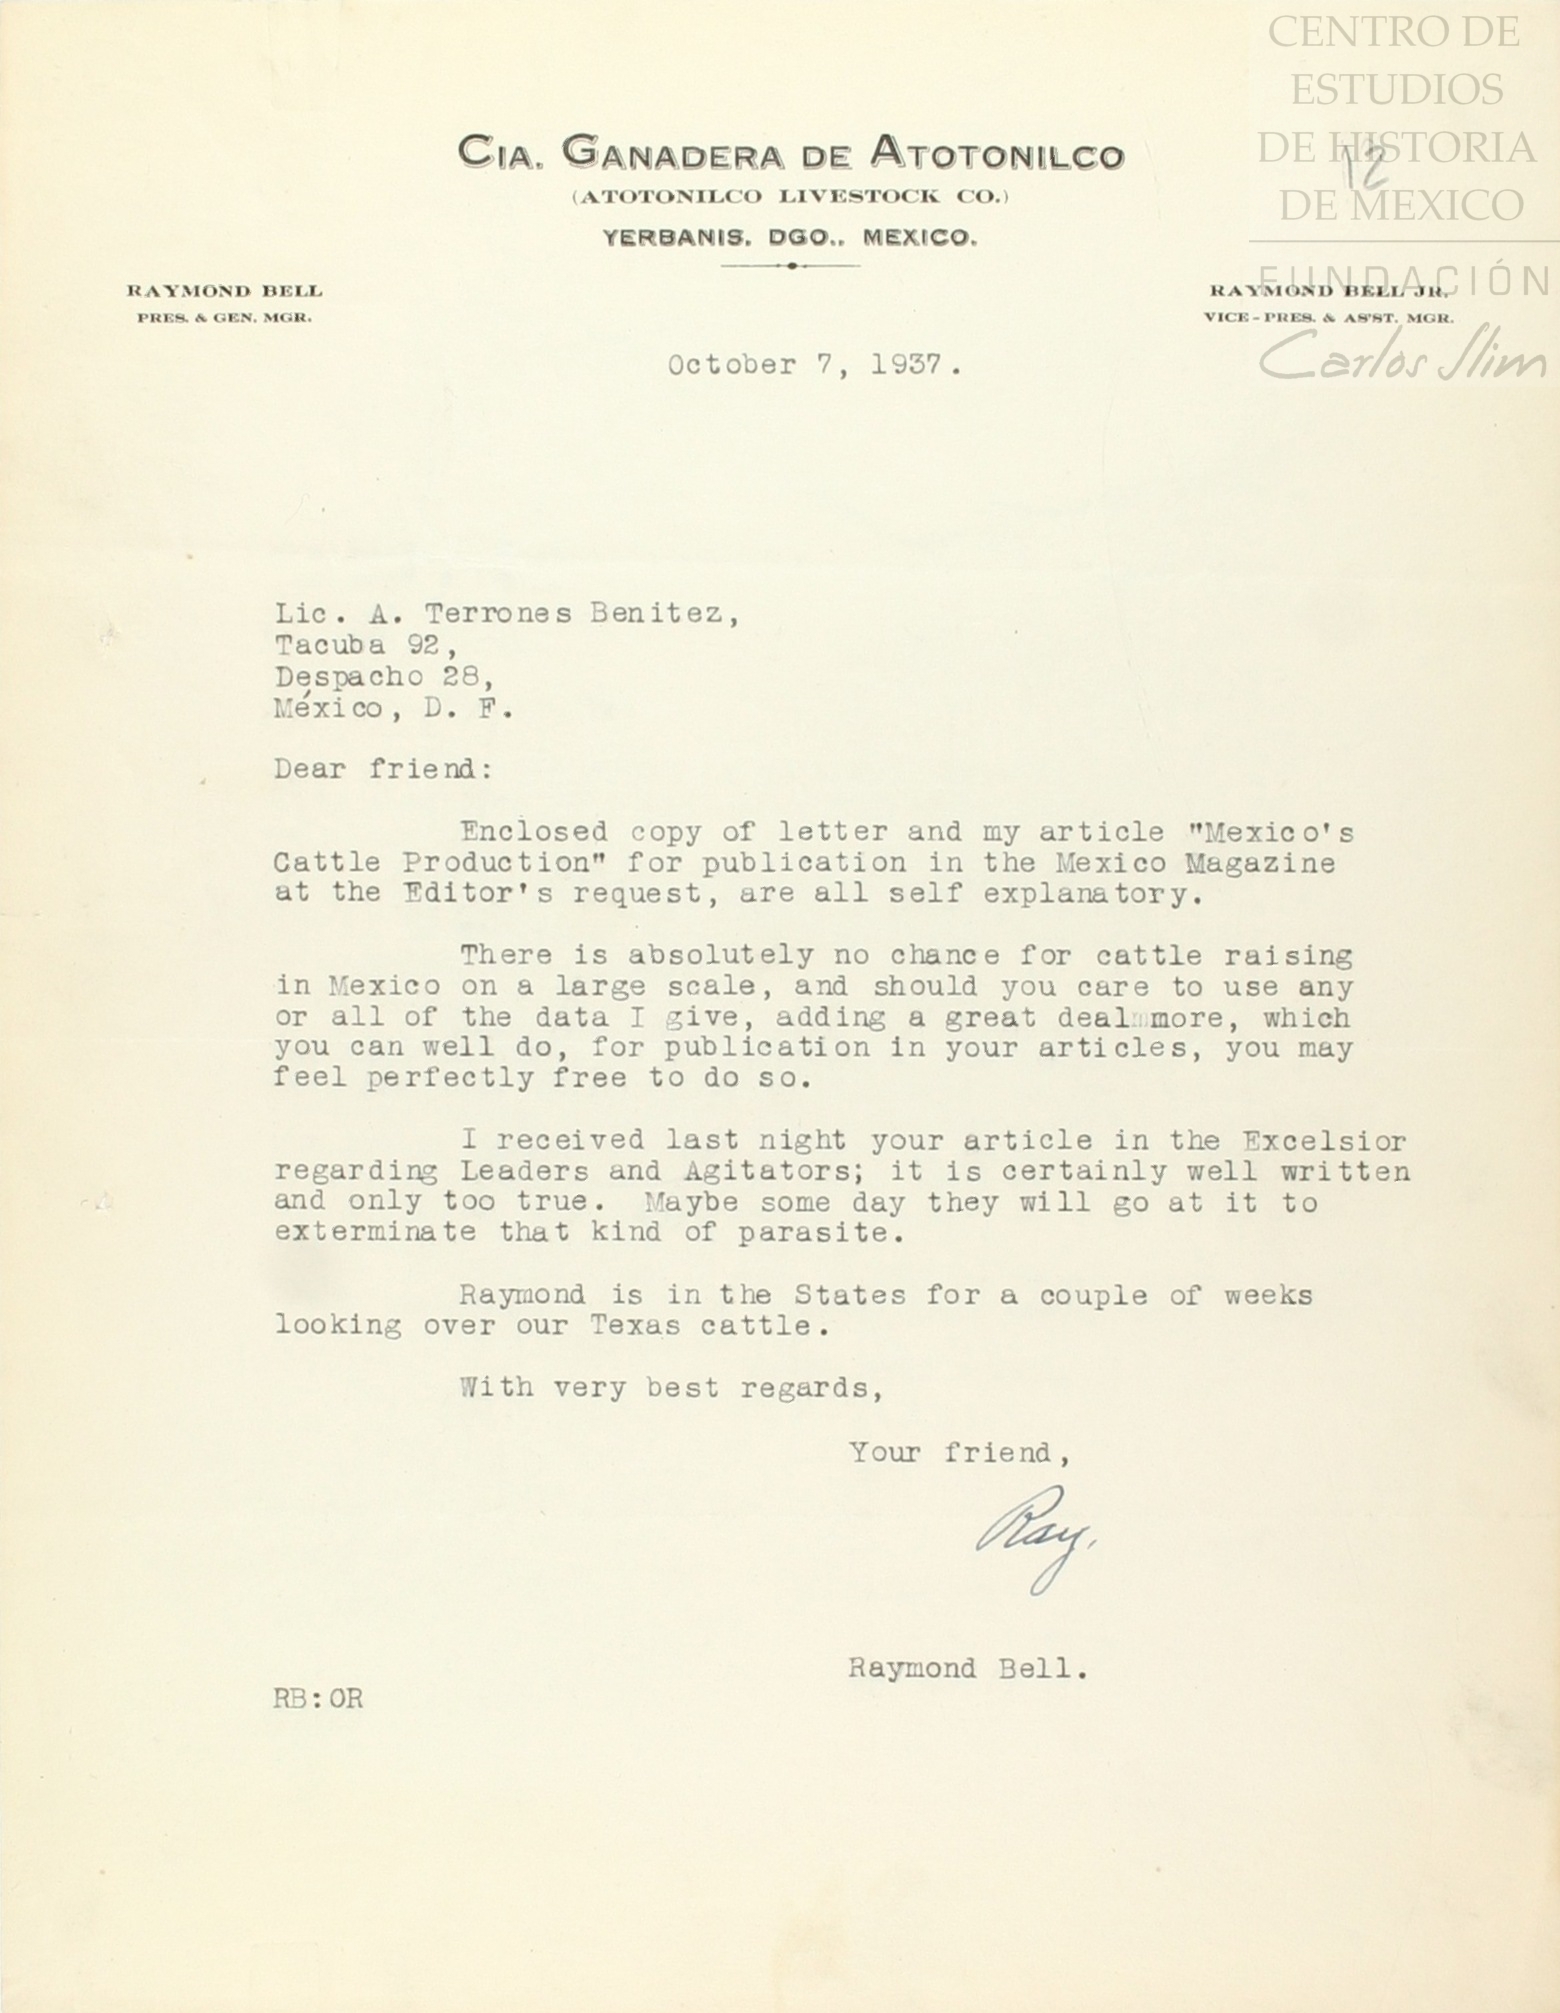 CENTRO DE
ESTUDIOS
DE HISTORIA
DE MEXICO
FUNDACIÓN
Carlos Slim
12
CIA. GANADERA DE ATOTONILCO
(ATOTONILCO LIVESTOCK CO.)
YERBANIS, DGO., MEXICO.
RAYMOND BELL
PRES. & GEN. MGR.
RAYMOND BELL JR.
VICE-PRES. & AS'ST. MGR.
October 7, 1937.
Lic. A. Terrones Benitez,
Tacuba 92,
Despacho 28,
México, D. F.
Dear friend:
Enclosed copy of letter and my article "Mexico's
Cattle Production" for publication in the Mexico Magazine
at the Editor's request, are all self explanatory.
There is absolutely no chance for cattle raising
in Mexico on a large scale, and should you care to use any
or all of the data I give, adding a great deal more, which
you can well do, for publication in your articles, you may
feel perfectly free to do so.
I received last night your article in the Excelsior
regarding Leaders and Agitators; it is certainly well written
and only too true. Maybe some day they will go at it to
exterminate that kind of parasite.
Raymond is in the States for a couple of weeks
looking over our Texas cattle.
With very best regards,
Your friend,
Ray.
Raymond Bell.
RB:OR